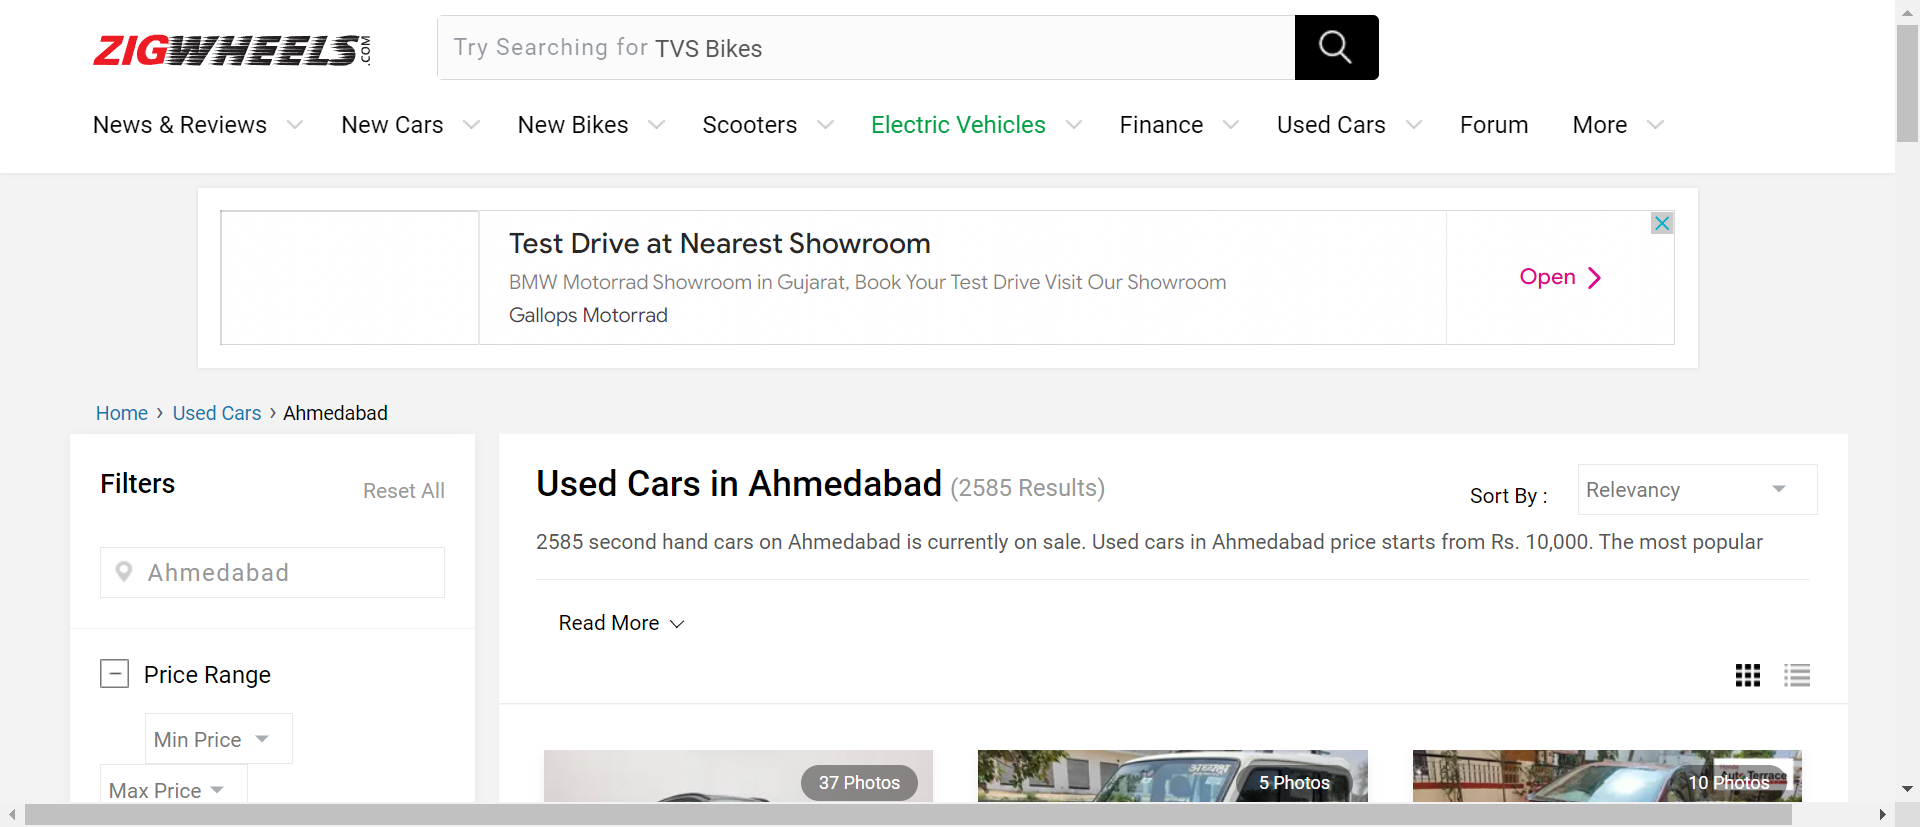 ZIGWHEELS.COM
Try Searching for TVS Bikes
News & Reviews New Cars New Bikes Scooters Electric Vehicles Finance Used Cars Forum More
Test Drive at Nearest Showroom
BMW Motorrad Showroom in Gujarat, Book Your Test Drive Visit Our Showroom
Gallops Motorrad
Open
Home › Used Cars › Ahmedabad
Filters
Reset All
Ahmedabad
Price Range
Min Price
Max Price
Used Cars in Ahmedabad (2585 Results)
Sort By :
Relevancy
2585 second hand cars on Ahmedabad is currently on sale. Used cars in Ahmedabad price starts from Rs. 10,000. The most popular
Read More
37 Photos
5 Photos
10 Photos
Auto Terrace